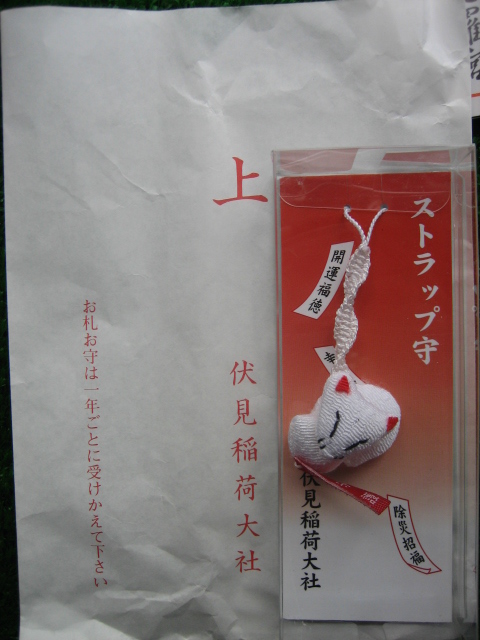 上
伏見稲荷大社
お札お守は一年ごとに受けかえて下さい
ストラップ守
開運福徳
伏見稲荷大社
除災招福